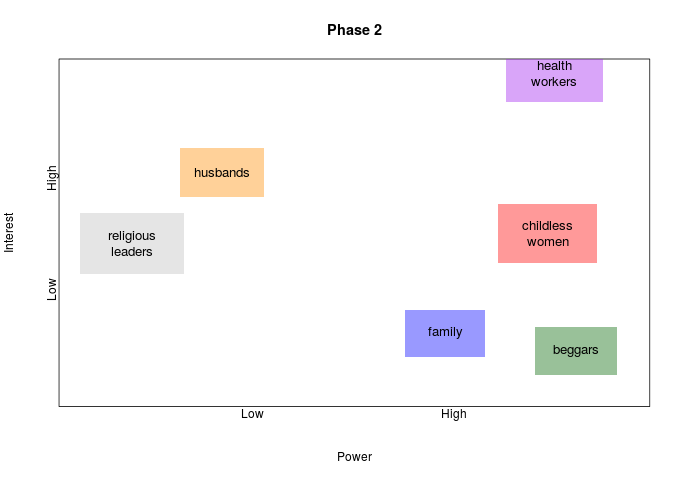 Phase 2
health
workers
husbands
High
religious
leaders
childless
women
Interest
Low
family
beggars
Low
High
Power